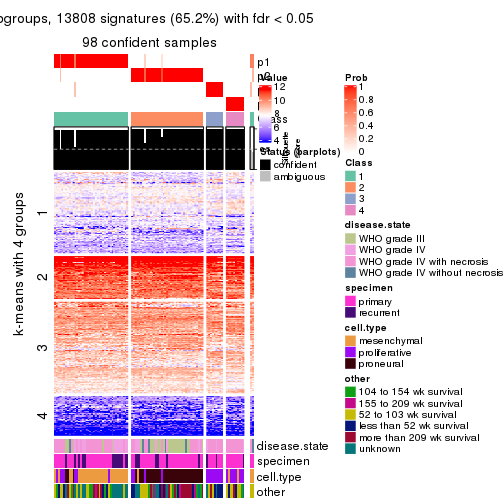 ogroups, 13808 signatures (65.2%) with fdr < 0.05
98 confident samples
p1
value
12
10
8
6
4
Prob
1
0.8
0.6
0.4
0.2
0
Status (barplots)
confident
ambiguous
Silhouette
score
Class
1
2
3
4
k-means with 4 groups
1
2
3
4
disease.state
WHO grade III
WHO grade IV
WHO grade IV with necrosis
WHO grade IV without necrosis
specimen
primary
recurrent
cell.type
mesenchymal
proliferative
proneural
other
104 to 154 wk survival
155 to 209 wk survival
52 to 103 wk survival
less than 52 wk survival
more than 209 wk survival
unknown
disease.state
specimen
cell.type
other